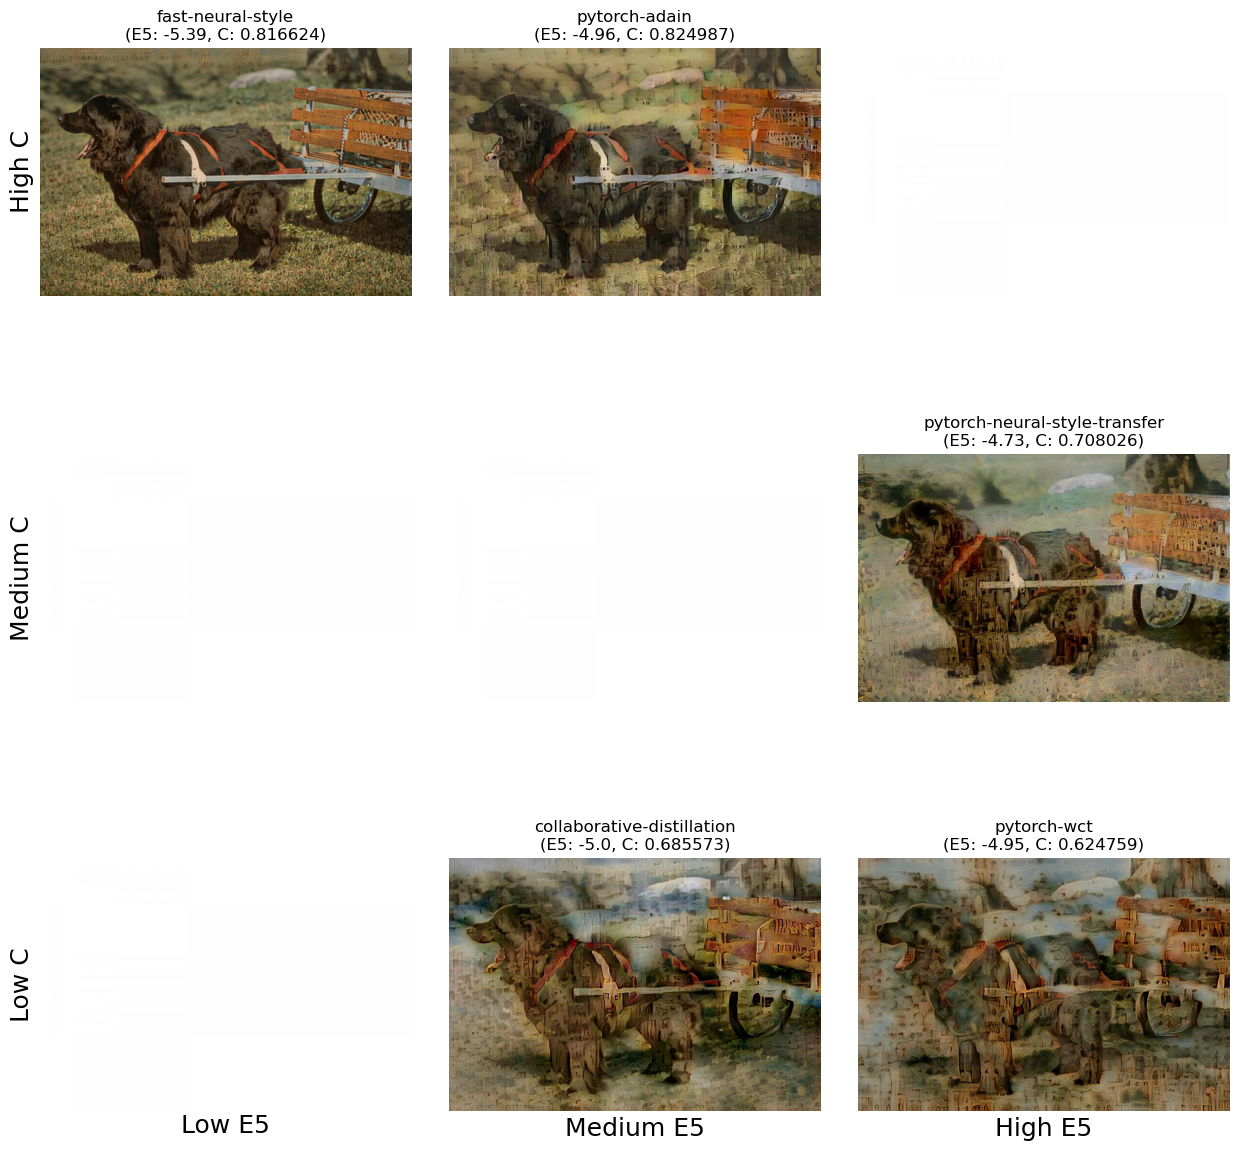 fast-neural-style
(E5: -5.39, C: 0.816624)
pytorch-adain
(E5: -4.96, C: 0.824987)
High C
pytorch-neural-style-transfer
(E5: -4.73, C: 0.708026)
Medium C
collaborative-distillation
(E5: -5.0, C: 0.685573)
pytorch-wct
(E5: -4.95, C: 0.624759)
Low C
Low E5
Medium E5
High E5